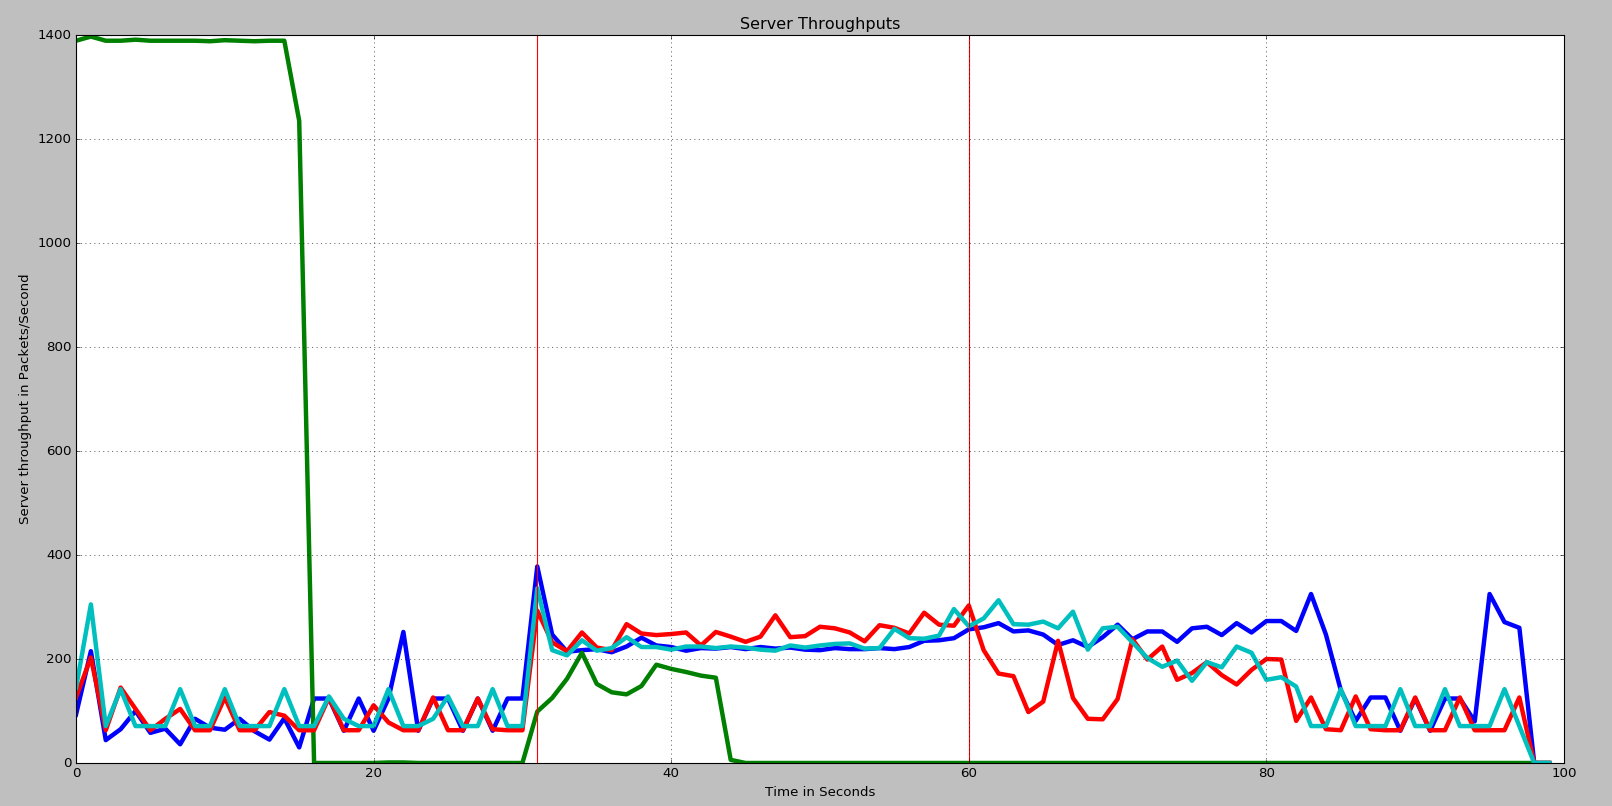 Server Throughputs
1400
1200
1000
800
600
400
200
0
Server throughput in Packets/Second
0 20 40 60 80 100
Time in Seconds